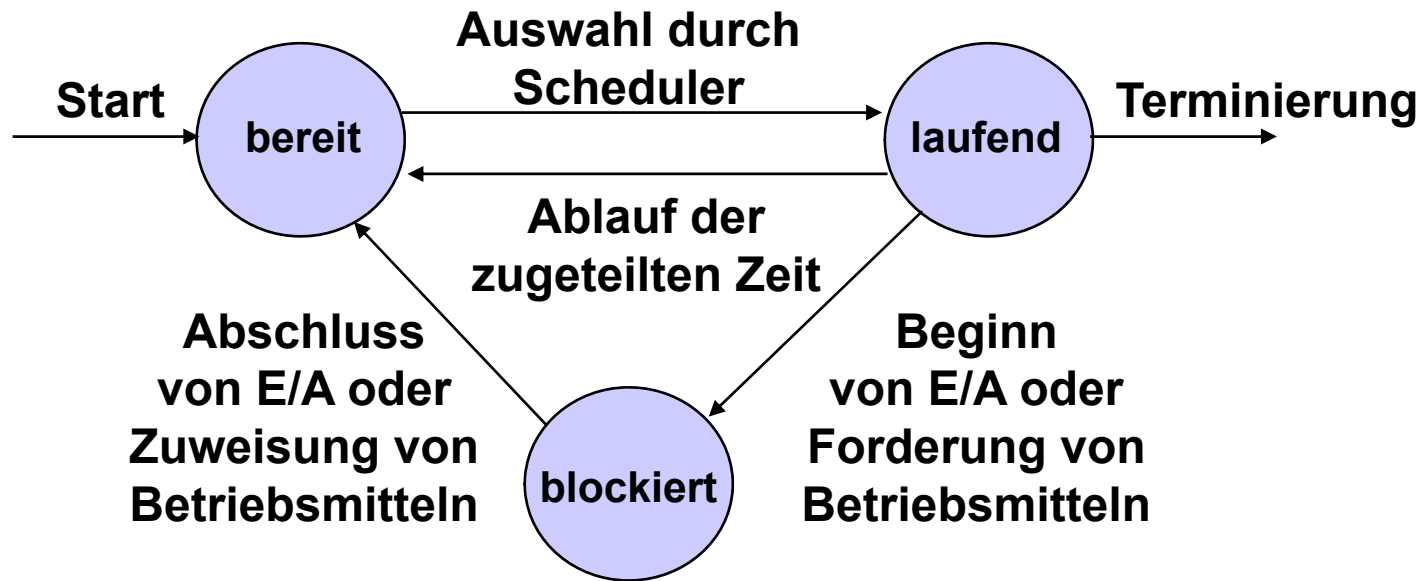 Auswahl durch
Scheduler
Start
Terminierung
bereit
laufend
Ablauf der
zugeteilten Zeit
Abschluss
von E/A oder
Zuweisung von
Betriebsmitteln
Beginn
von E/A oder
Forderung von
Betriebsmitteln
blockiert